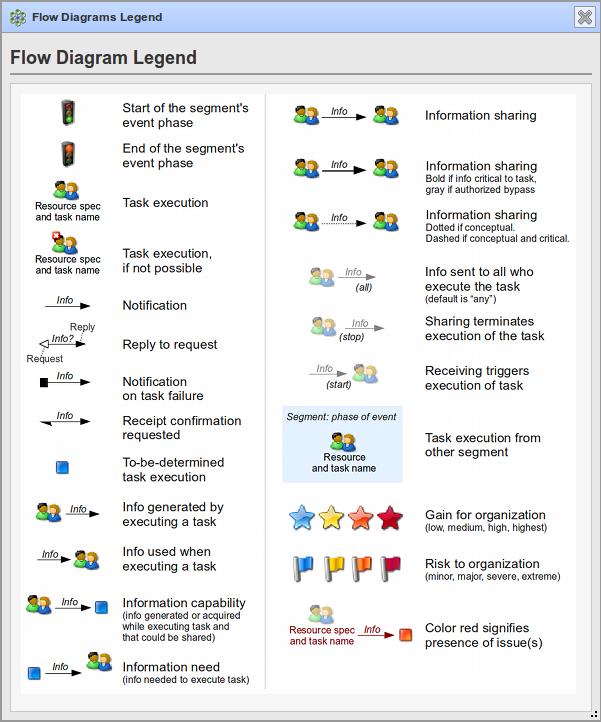 Flow Diagrams Legend
Flow Diagram Legend
Start of the segment's
event phase
End of the segment's
event phase
Resource spec
and task name
Task execution
Resource spec
and task name
Task execution,
if not possible
Info
Notification
Reply
Info?
Request
Reply to request
Info
Notification
on task failure
Info
Receipt confirmation
requested
To-be-determined
task execution
Info
Info generated by
executing a task
Info
Info used when
executing a task
Info
Information capability
(info generated or acquired
while executing task and
that could be shared)
Info
Information need
(info needed to execute task)
Info
Information sharing
Info
Information sharing
Bold if info critical to task,
gray if authorized bypass
Info
Information sharing
Dotted if conceptual.
Dashed if conceptual and critical.
Info
(all)
Info sent to all who
execute the task
(default is “any”)
Info
(stop)
Sharing terminates
execution of the task
Info
(start)
Receiving triggers
execution of task
Segment: phase of event
Resource
and task name
Task execution from
other segment
Gain for organization
(low, medium, high, highest)
Risk to organization
(minor, major, severe, extreme)
Resource spec
and task name
Info
Color red signifies
presence of issue(s)